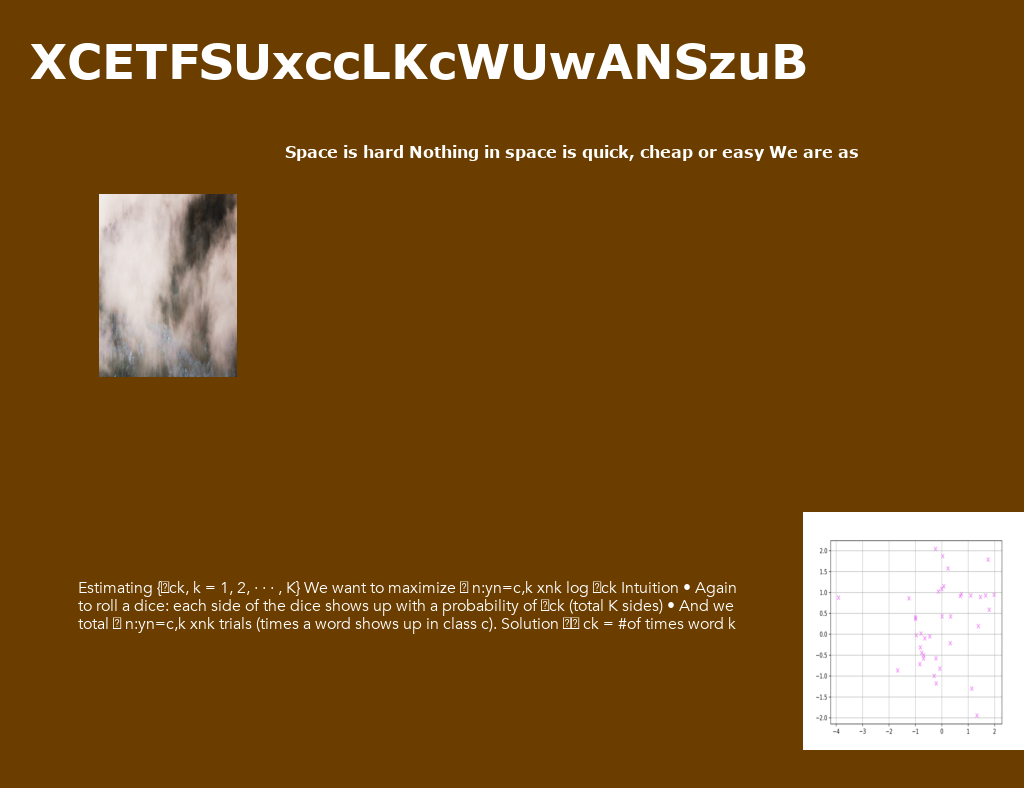 XCETFSUxccLKcWUwANSzuB
Space is hard Nothing in space is quick, cheap or easy We are as
Estimating {ck, k = 1, 2, · · · , K} We want to maximize n:yn=c,k xnk log ck Intuition • Again
to roll a dice: each side of the dice shows up with a probability of ck (total K sides) • And we
total n:yn=c,k xnk trials (times a word shows up in class c). Solution ck = #of times word k
2.0
1.5
1.0
0.5
0.0
−0.5
−1.0
−1.5
−2.0
−4 −3 −2 −1 0 1 2